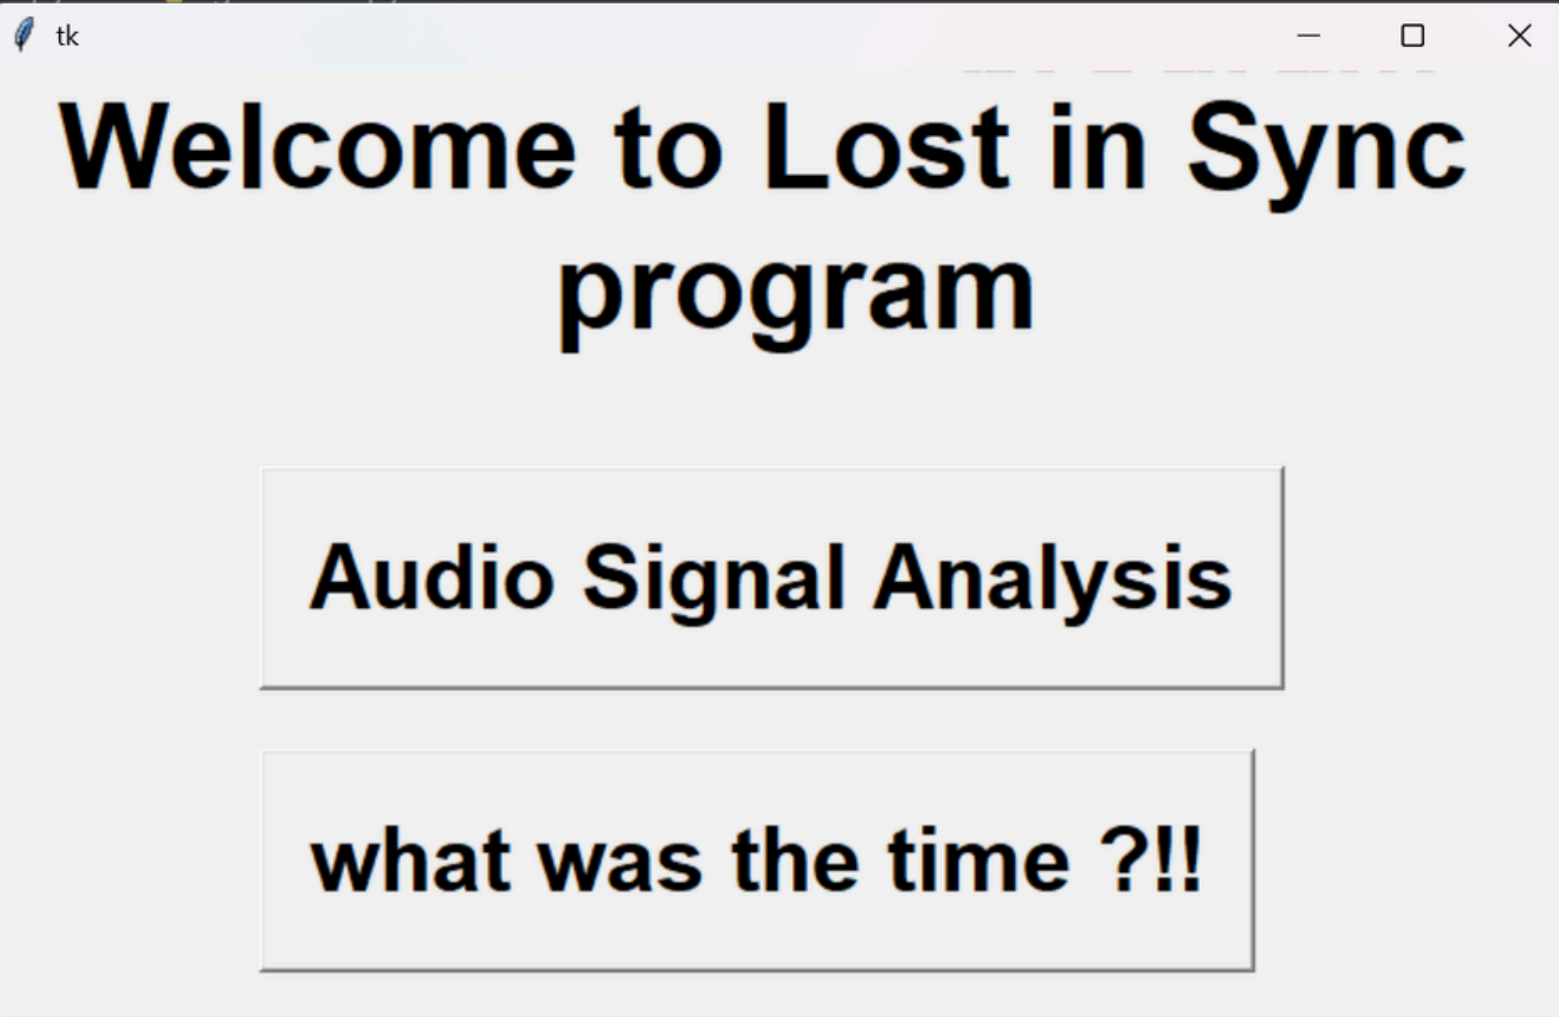 tk
Welcome to Lost in Sync
program
Audio Signal Analysis
what was the time ?!!